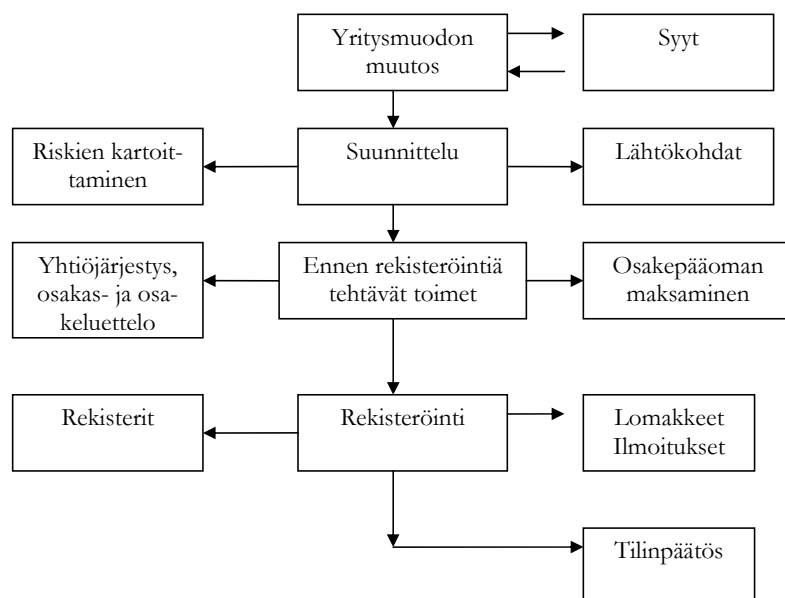 Yritysmuodon
muutos
Syyt
Riskien kartoit-
taminen
Suunnittelu
Lähtökohdat
Yhtiöjärjestys,
osakas- ja osa-
keluettelo
Ennen rekisteröintiä
tehtävät toimet
Osakepääoman
maksaminen
Rekisterit
Rekisteröinti
Lomakkeet
Ilmoitukset
Tilinpäätös